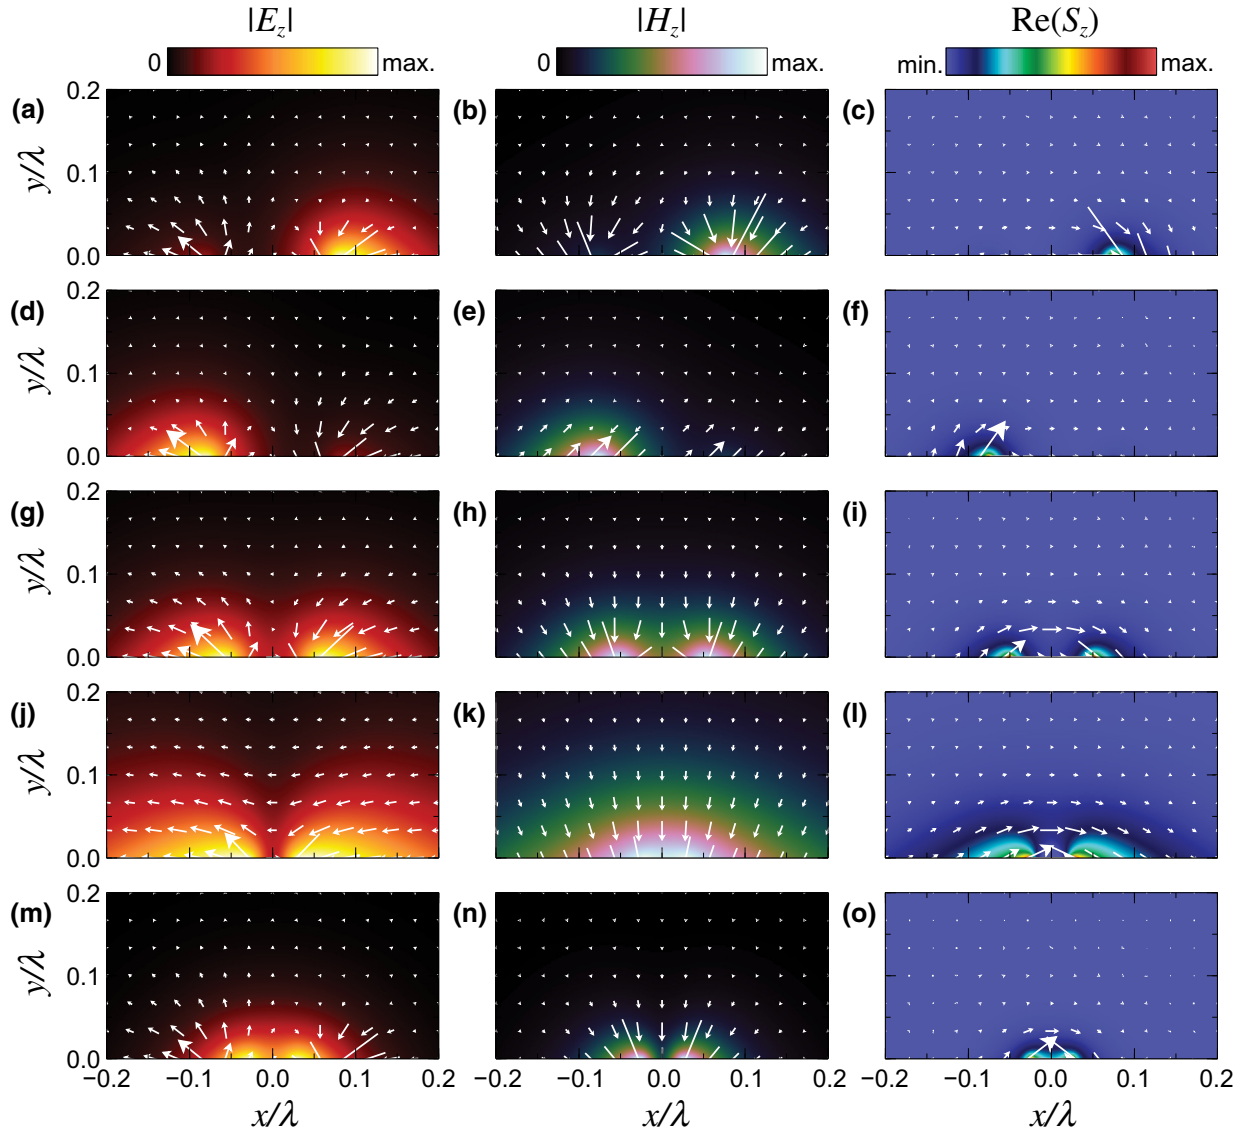 |E_z| |H_z| Re(S_z)
0 max. 0 max. min. max.
(a) (b) (c)
y/λ 0.2 0.1 0.0
(d) (e) (f)
y/λ 0.2 0.1 0.0
(g) (h) (i)
y/λ 0.2 0.1 0.0
(j) (k) (l)
y/λ 0.2 0.1 0.0
(m) (n) (o)
y/λ 0.2 0.1 0.0
−0.2 −0.1 0.0 0.1 0.2 −0.2 −0.1 0.0 0.1 0.2 −0.2 −0.1 0.0 0.1 0.2
x/λ x/λ x/λ